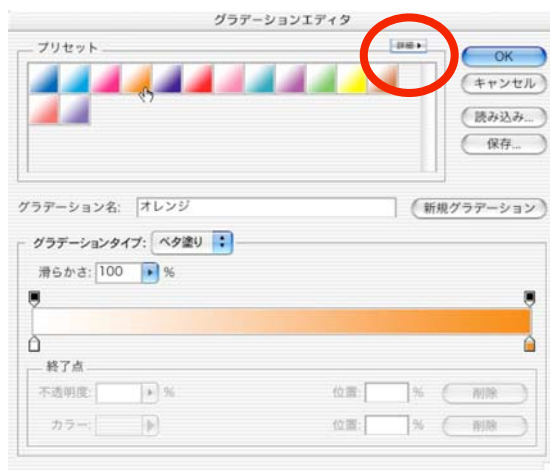 グラデーションエディタ
プリセット
詳細
OK
キャンセル
読み込み...
保存...
グラデーション名: オレンジ
新規グラデーション
グラデーションタイプ: ベタ塗り
滑らかさ: 100 %
終了点
不透明度: % 位置: % 削除
カラー: 位置: % 削除